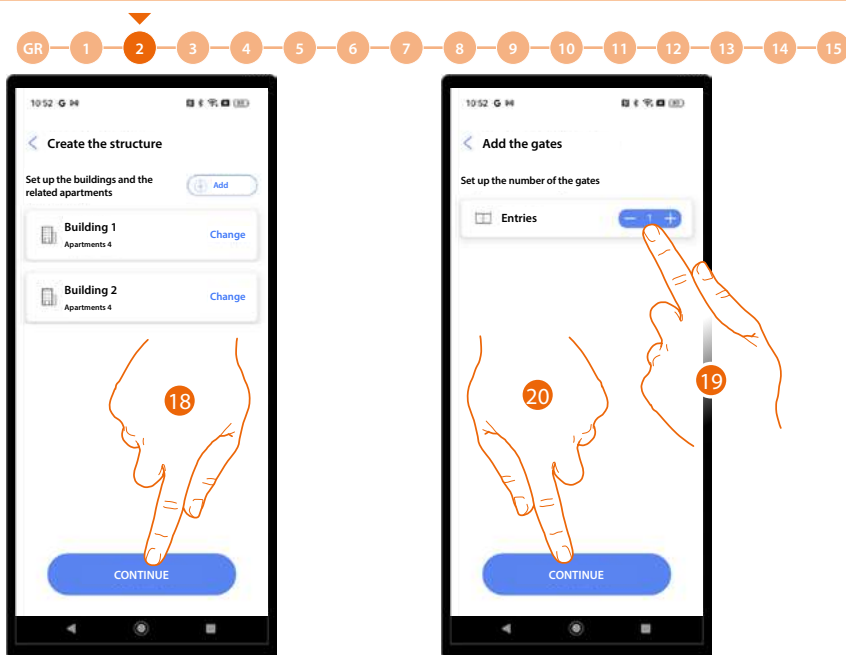 GR 1 2 3 4 5 6 7 8 9 10 11 12 13 14 15
10:52 G
Create the structure
Set up the buildings and the
related apartments
Add
Building 1
Apartments 4
Change
Building 2
Apartments 4
Change
18
CONTINUE
10:52 G
Add the gates
Set up the number of the gates
Entries
1
19
20
CONTINUE